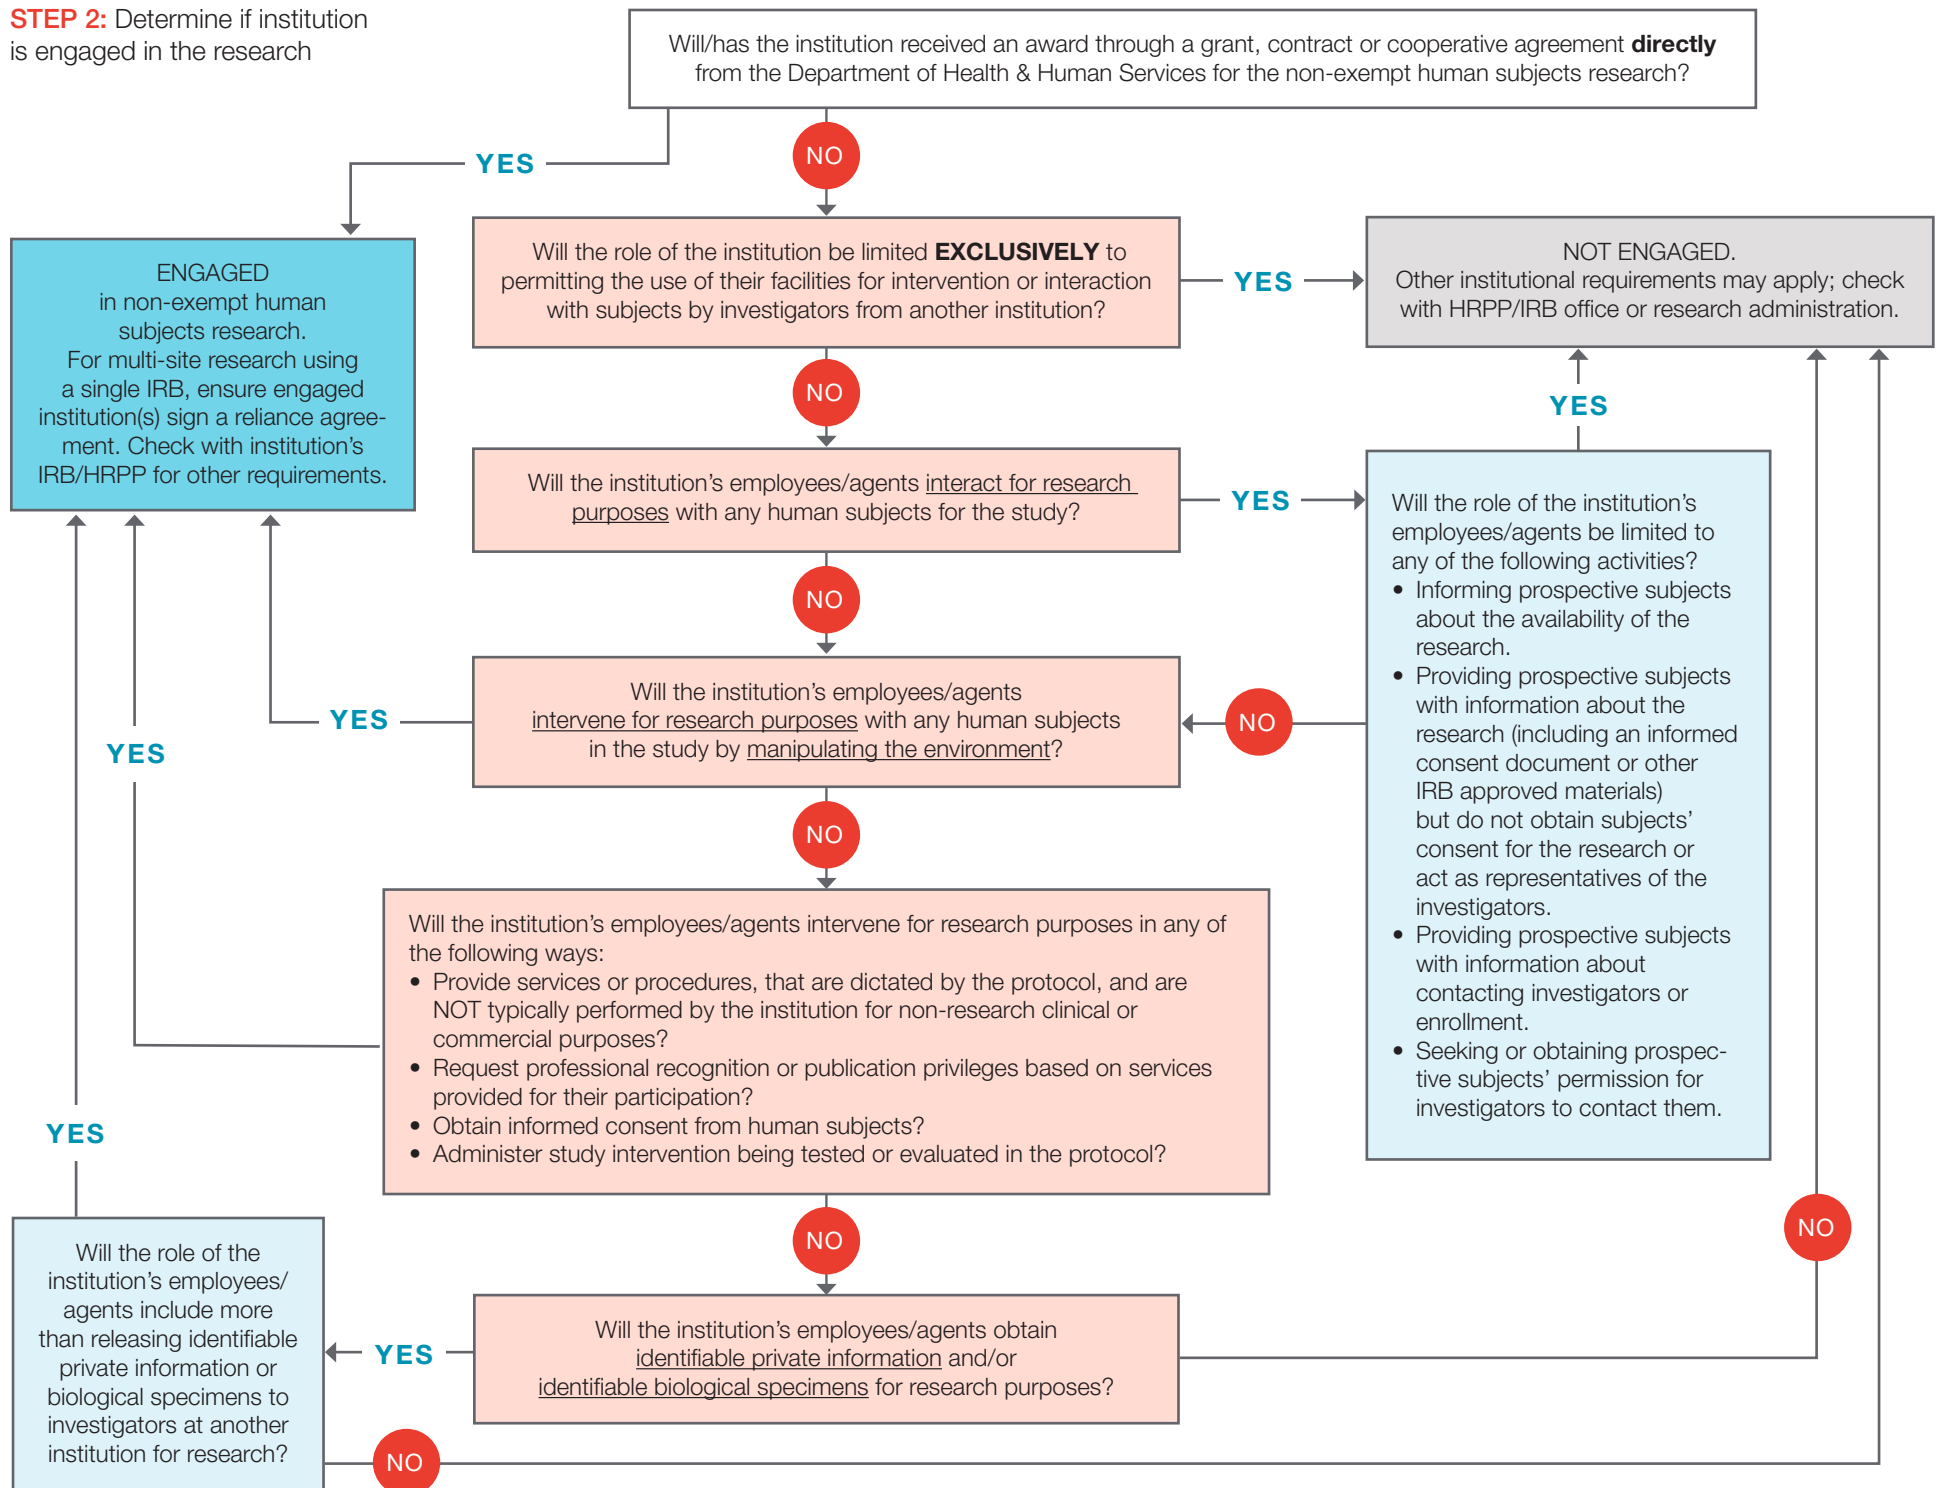 STEP 2: Determine if institution
is engaged in the research
Will/has the institution received an award through a grant, contract or cooperative agreement directly
from the Department of Health & Human Services for the non-exempt human subjects research?
YES
NO
ENGAGED
in non-exempt human
subjects research.
For multi-site research using
a single IRB, ensure engaged
institution(s) sign a reliance agree-
ment. Check with institution’s
IRB/HRPP for other requirements.
Will the role of the institution be limited EXCLUSIVELY to
permitting the use of their facilities for intervention or interaction
with subjects by investigators from another institution?
YES
NOT ENGAGED.
Other institutional requirements may apply; check
with HRPP/IRB office or research administration.
NO
YES
Will the institution’s employees/agents interact for research
purposes with any human subjects for the study?
YES
Will the role of the institution’s
employees/agents be limited to
any of the following activities?
• Informing prospective subjects
about the availability of the
research.
• Providing prospective subjects
with information about the
research (including an informed
consent document or other
IRB approved materials)
but do not obtain subjects’
consent for the research or
act as representatives of the
investigators.
• Providing prospective subjects
with information about
contacting investigators or
enrollment.
• Seeking or obtaining prospec-
tive subjects’ permission for
investigators to contact them.
NO
Will the institution’s employees/agents
intervene for research purposes with any human subjects
in the study by manipulating the environment?
YES
NO
YES
NO
Will the institution’s employees/agents intervene for research purposes in any of
the following ways:
• Provide services or procedures, that are dictated by the protocol, and are
NOT typically performed by the institution for non-research clinical or
commercial purposes?
• Request professional recognition or publication privileges based on services
provided for their participation?
• Obtain informed consent from human subjects?
• Administer study intervention being tested or evaluated in the protocol?
YES
NO
NO
Will the role of the
institution’s employees/
agents include more
than releasing identifiable
private information or
biological specimens to
investigators at another
institution for research?
YES
Will the institution’s employees/agents obtain
identifiable private information and/or
identifiable biological specimens for research purposes?
NO